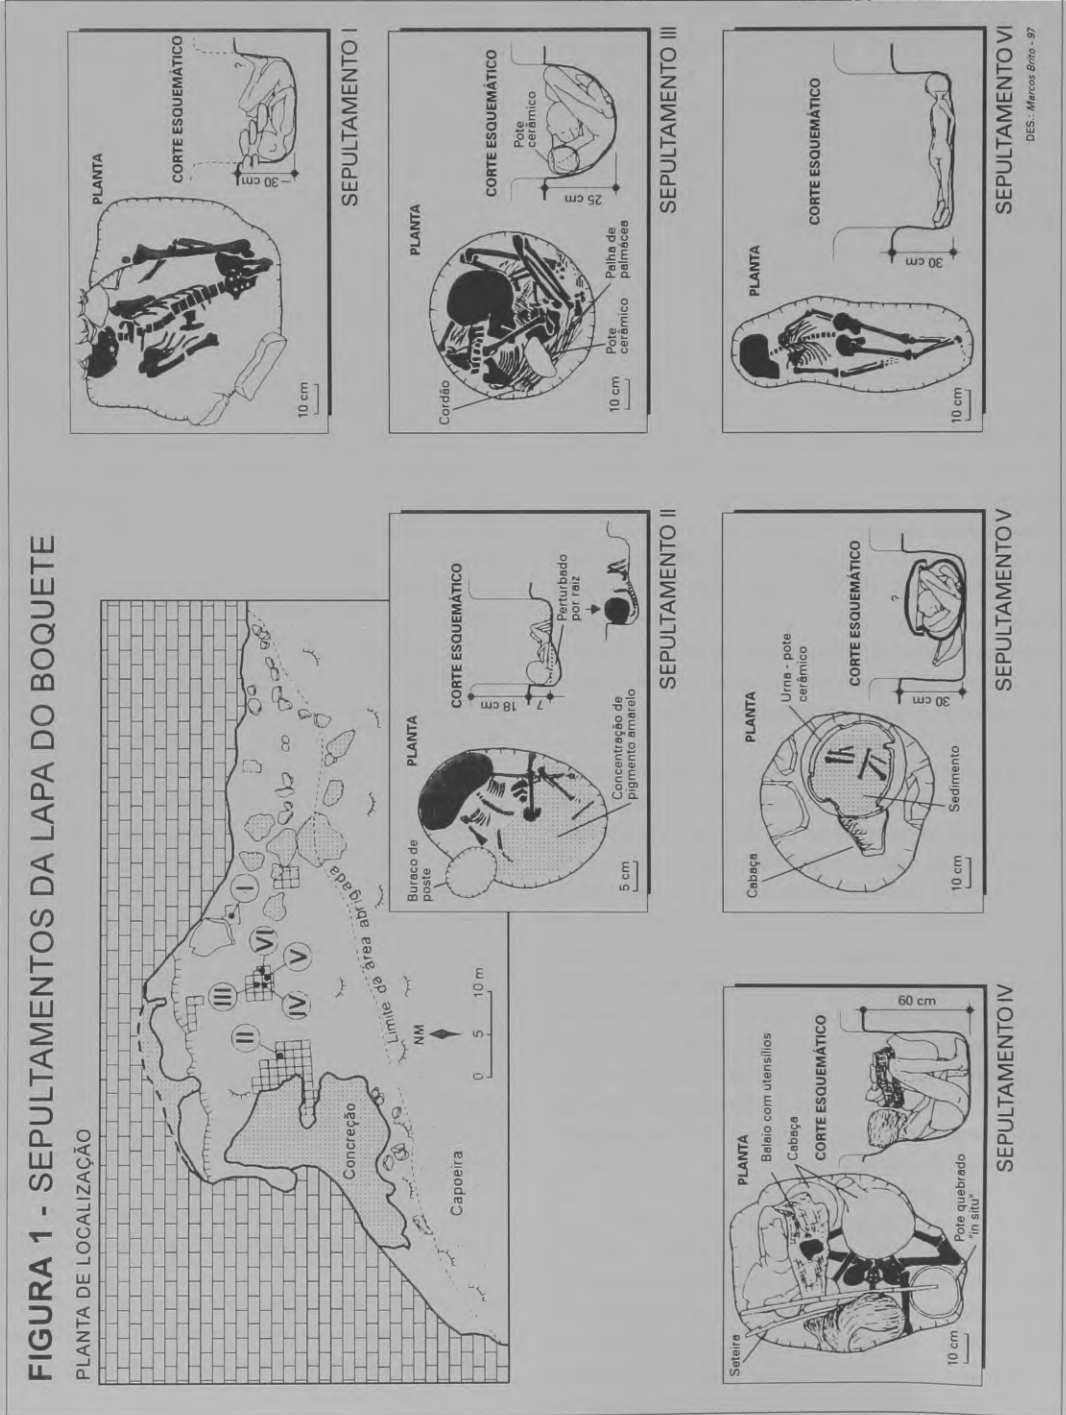 FIGURA 1 - SEPULTAMENTOS DA LAPA DO BOQUETE
PLANTA DE LOCALIZAÇÃO
Concreção
Capoeira
Limite da área abrigada
NM
0 5 10 m
I
II
III
IV
V
VI
PLANTA
CORTE ESQUEMÁTICO
?
~ 30 cm
10 cm
SEPULTAMENTO I
PLANTA
CORTE ESQUEMÁTICO
Buraco de
poste
18 cm
7
Perturbado
por raiz
Concentração de
pigmento amarelo
5 cm
SEPULTAMENTO II
PLANTA
CORTE ESQUEMÁTICO
Pote
cerâmico
25 cm
Cordão
Pote
cerâmico
Palha de
palmácea
10 cm
SEPULTAMENTO III
PLANTA
Balaio com utensílios
Cabaça
CORTE ESQUEMÁTICO
60 cm
Seteira
Pote quebrado
"in situ"
10 cm
SEPULTAMENTO IV
PLANTA
Urna - pote
cerâmico
CORTE ESQUEMÁTICO
?
30 cm
Cabaça
Sedimento
10 cm
SEPULTAMENTO V
PLANTA
CORTE ESQUEMÁTICO
30 cm
10 cm
SEPULTAMENTO VI
DES.: Marcos Brito - 97